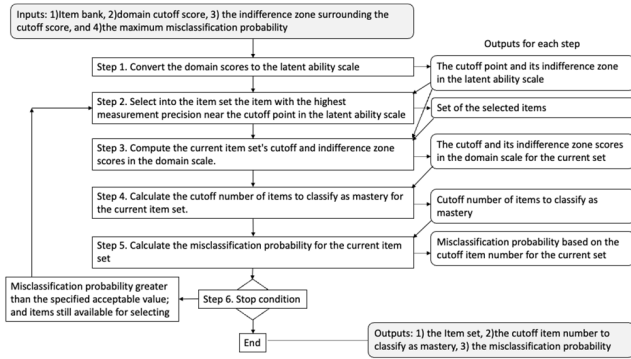 Inputs: 1)Item bank, 2)domain cutoff score, 3) the indifference zone surrounding the
cutoff score, and 4)the maximum misclassification probability
Outputs for each step
Step 1. Convert the domain scores to the latent ability scale
The cutoff point and its indifference zone
in the latent ability scale
Step 2. Select into the item set the item with the highest
measurement precision near the cutoff point in the latent ability scale
Set of the selected items
Step 3. Compute the current item set's cutoff and indifference zone
scores in the domain scale.
The cutoff and its indifference zone scores
in the domain scale for the current set
Step 4. Calculate the cutoff number of items to classify as mastery for
the current item set.
Cutoff number of items to classify as
mastery
Step 5. Calculate the misclassification probability for the current item
set
Misclassification probability based on the
cutoff item number for the current set
Misclassification probability greater
than the specified acceptable value;
and items still available for selecting
Step 6. Stop condition
End
Outputs: 1) the Item set, 2)the cutoff item number to
classify as mastery, 3) the misclassification probability